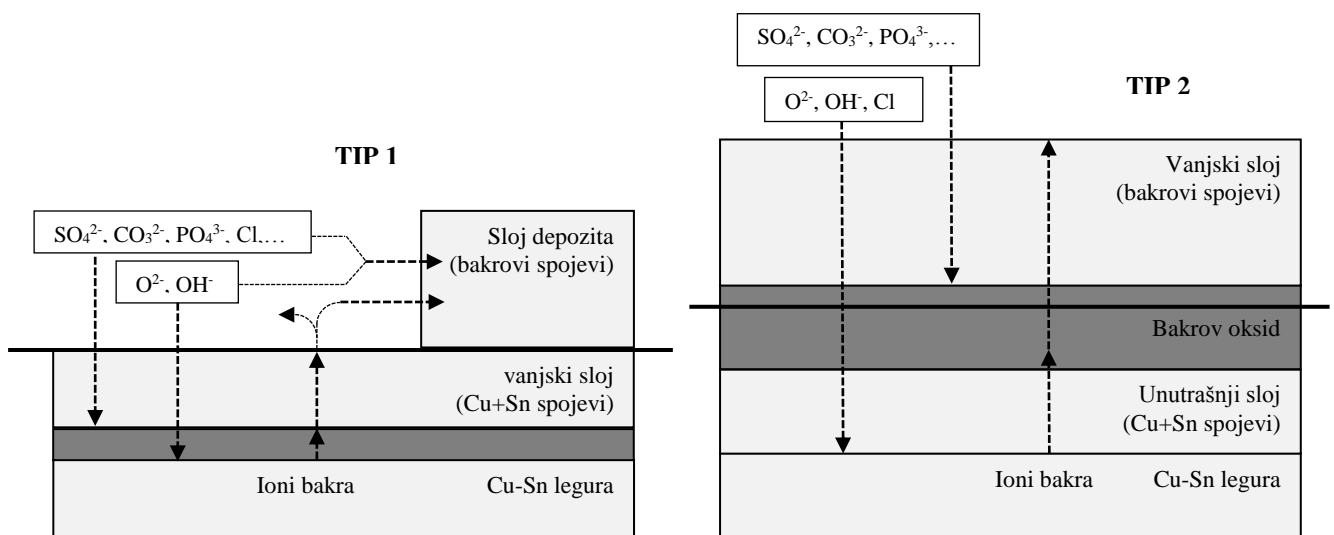 TIP 1
SO₄²⁻, CO₃²⁻, PO₄³⁻, Cl,…
O²⁻, OH⁻
Sloj depozita
(bakrovi spojevi)
vanjski sloj
(Cu+Sn spojevi)
Ioni bakra
Cu-Sn legura
SO₄²⁻, CO₃²⁻, PO₄³⁻,…
O²⁻, OH⁻, Cl
TIP 2
Vanjski sloj
(bakrovi spojevi)
Bakrov oksid
Unutrašnji sloj
(Cu+Sn spojevi)
Ioni bakra
Cu-Sn legura